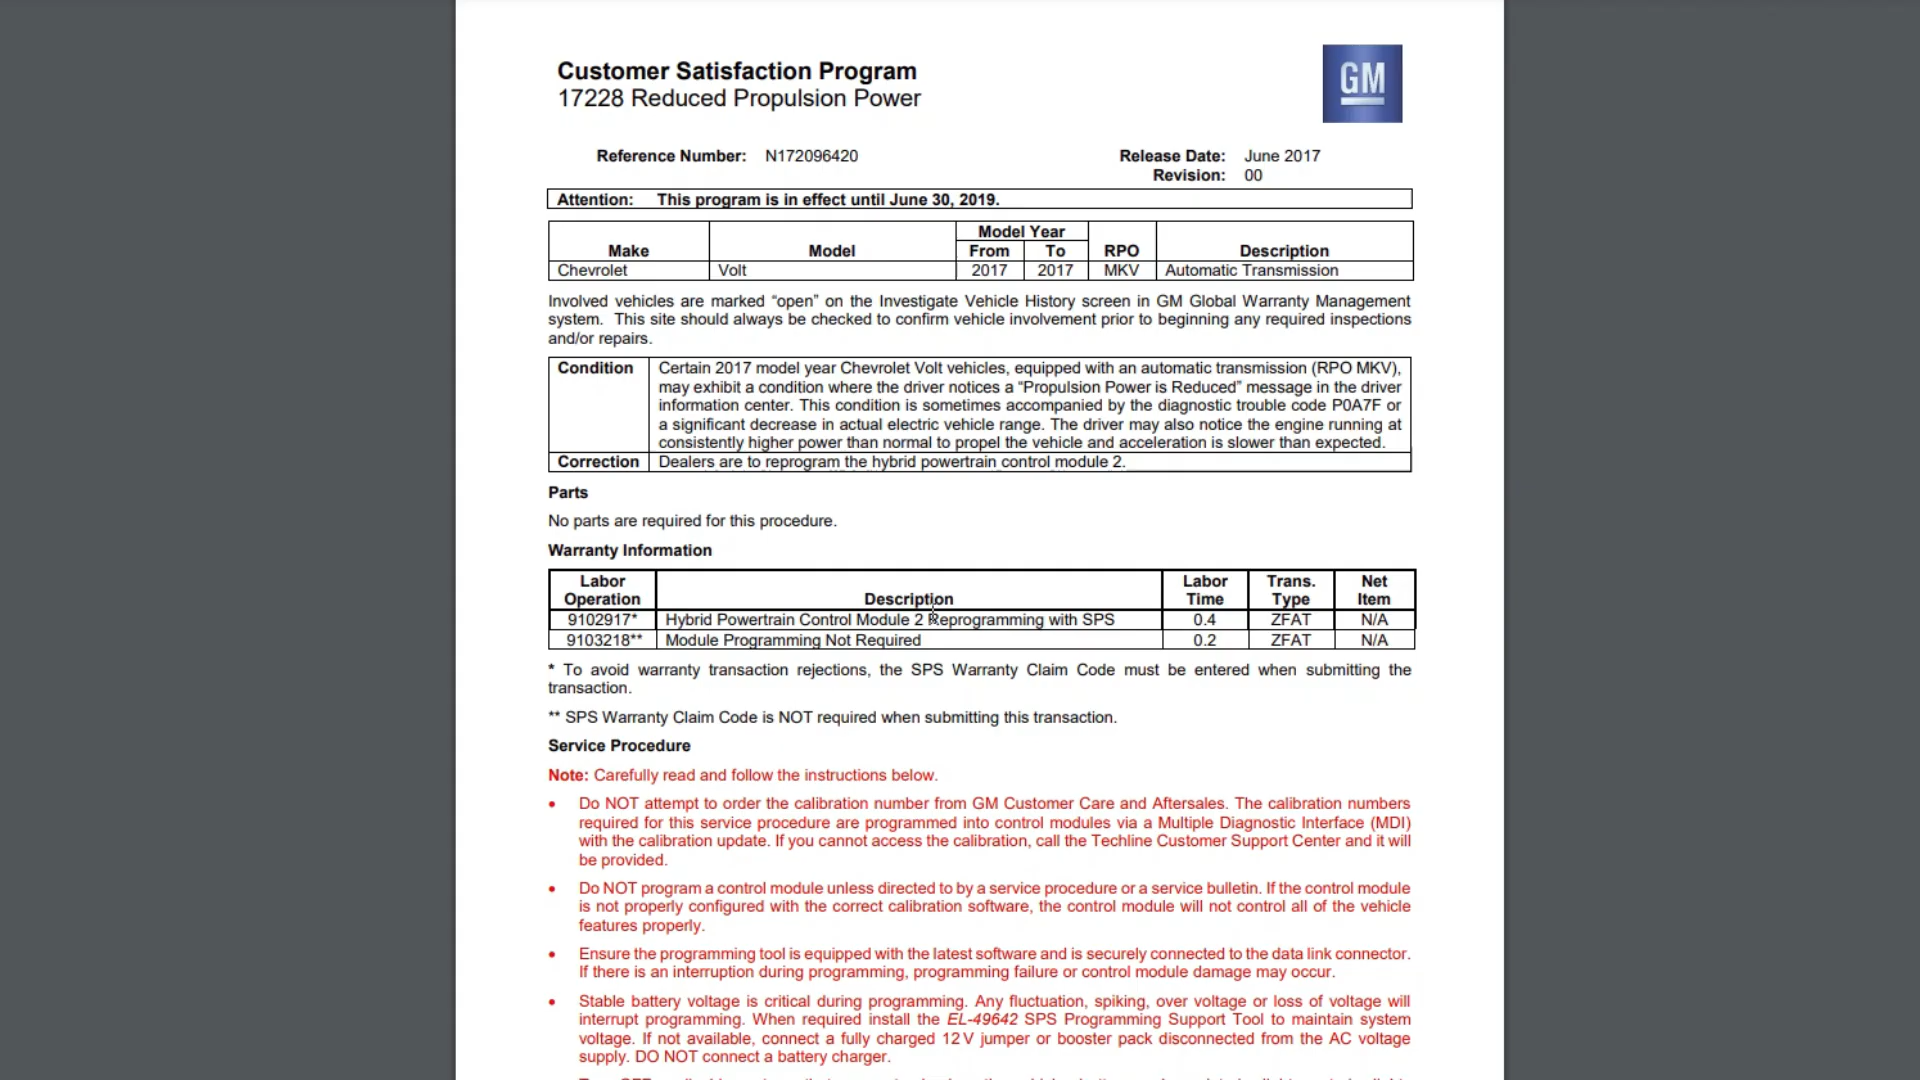 Customer Satisfaction Program
17228 Reduced Propulsion Power
GM
Reference Number: N172096420 Release Date: June 2017
Revision: 00
Attention: This program is in effect until June 30, 2019.
Model Year
Make Model From To RPO Description
Chevrolet Volt 2017 2017 MKV Automatic Transmission
Involved vehicles are marked “open” on the Investigate Vehicle History screen in GM Global Warranty Management
system. This site should always be checked to confirm vehicle involvement prior to beginning any required inspections
and/or repairs.
Condition Certain 2017 model year Chevrolet Volt vehicles, equipped with an automatic transmission (RPO MKV),
may exhibit a condition where the driver notices a “Propulsion Power is Reduced” message in the driver
information center. This condition is sometimes accompanied by the diagnostic trouble code P0A7F or
a significant decrease in actual electric vehicle range. The driver may also notice the engine running at
consistently higher power than normal to propel the vehicle and acceleration is slower than expected.
Correction Dealers are to reprogram the hybrid powertrain control module 2.
Parts
No parts are required for this procedure.
Warranty Information
Labor Labor Trans. Net
Operation Description Time Type Item
9102917* Hybrid Powertrain Control Module 2 Reprogramming with SPS 0.4 ZFAT N/A
9103218** Module Programming Not Required 0.2 ZFAT N/A
* To avoid warranty transaction rejections, the SPS Warranty Claim Code must be entered when submitting the
transaction.
** SPS Warranty Claim Code is NOT required when submitting this transaction.
Service Procedure
Note: Carefully read and follow the instructions below.
• Do NOT attempt to order the calibration number from GM Customer Care and Aftersales. The calibration numbers
required for this service procedure are programmed into control modules via a Multiple Diagnostic Interface (MDI)
with the calibration update. If you cannot access the calibration, call the Techline Customer Support Center and it will
be provided.
• Do NOT program a control module unless directed to by a service procedure or a service bulletin. If the control module
is not properly configured with the correct calibration software, the control module will not control all of the vehicle
features properly.
• Ensure the programming tool is equipped with the latest software and is securely connected to the data link connector.
If there is an interruption during programming, programming failure or control module damage may occur.
• Stable battery voltage is critical during programming. Any fluctuation, spiking, over voltage or loss of voltage will
interrupt programming. When required install the EL-49642 SPS Programming Support Tool to maintain system
voltage. If not available, connect a fully charged 12 V jumper or booster pack disconnected from the AC voltage
supply. DO NOT connect a battery charger.